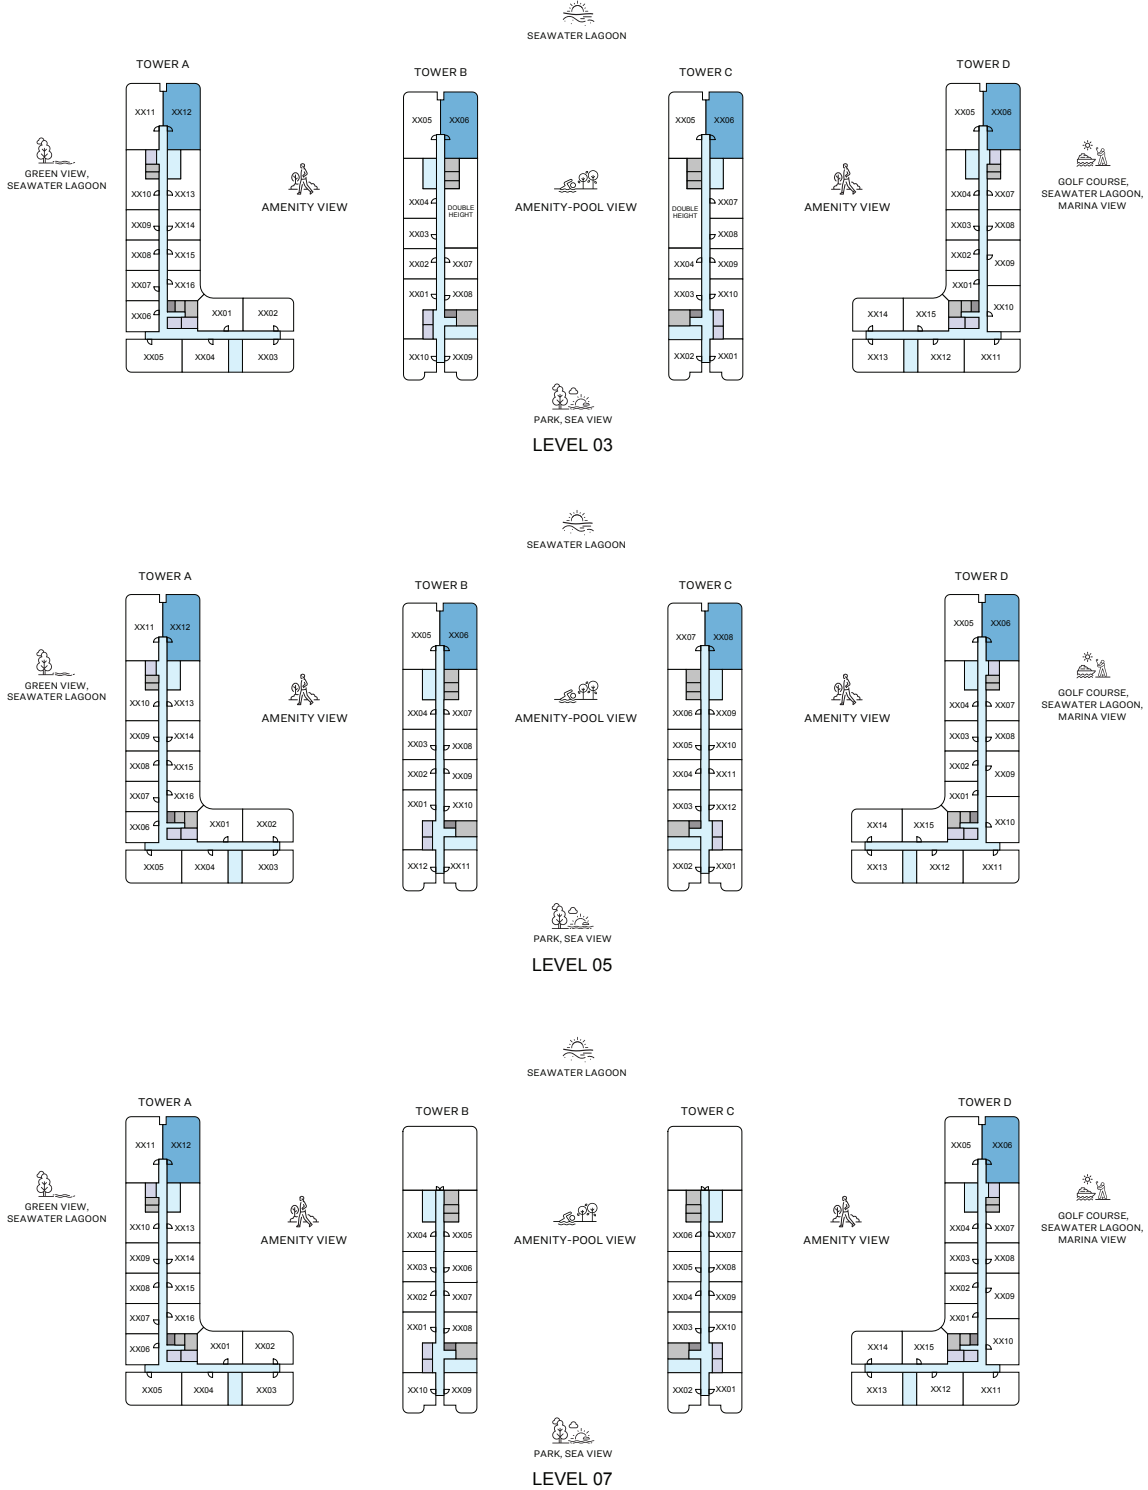 SEAWATER LAGOON
TOWER A
TOWER B
TOWER C
TOWER D
XX11 XX12
XX05 XX06
XX05 XX06
XX05 XX06
GREEN VIEW,
SEAWATER LAGOON
AMENITY VIEW
AMENITY-POOL VIEW
AMENITY VIEW
GOLF COURSE,
SEAWATER LAGOON,
MARINA VIEW
XX10 XX13
XX09 XX14
XX08 XX15
XX07 XX16
XX06 XX01 XX02
XX05 XX04 XX03
XX04 DOUBLE
HEIGHT
XX03
XX02 XX07
XX01 XX08
XX10 XX09
DOUBLE
HEIGHT
XX07
XX08
XX04 XX09
XX03 XX10
XX02 XX01
XX04 XX07
XX03 XX08
XX02 XX09
XX01 XX10
XX14 XX15
XX13 XX12 XX11
PARK, SEA VIEW
LEVEL 03
SEAWATER LAGOON
TOWER A
TOWER B
TOWER C
TOWER D
XX11 XX12
XX05 XX06
XX07 XX08
XX05 XX06
GREEN VIEW,
SEAWATER LAGOON
AMENITY VIEW
AMENITY-POOL VIEW
AMENITY VIEW
GOLF COURSE,
SEAWATER LAGOON,
MARINA VIEW
XX10 XX13
XX09 XX14
XX08 XX15
XX07 XX16
XX06 XX01 XX02
XX05 XX04 XX03
XX04 XX07
XX03 XX08
XX02 XX09
XX01 XX10
XX12 XX11
XX06 XX09
XX05 XX10
XX04 XX11
XX03 XX12
XX02 XX01
XX04 XX07
XX03 XX08
XX02 XX09
XX01 XX10
XX14 XX15
XX13 XX12 XX11
PARK, SEA VIEW
LEVEL 05
SEAWATER LAGOON
TOWER A
TOWER B
TOWER C
TOWER D
XX11 XX12
XX05 XX06
GREEN VIEW,
SEAWATER LAGOON
AMENITY VIEW
AMENITY-POOL VIEW
AMENITY VIEW
GOLF COURSE,
SEAWATER LAGOON,
MARINA VIEW
XX10 XX13
XX09 XX14
XX08 XX15
XX07 XX16
XX06 XX01 XX02
XX05 XX04 XX03
XX04 XX05
XX03 XX06
XX02 XX07
XX01 XX08
XX10 XX09
XX06 XX07
XX05 XX08
XX04 XX09
XX03 XX10
XX02 XX01
XX04 XX07
XX03 XX08
XX02 XX09
XX01 XX10
XX14 XX15
XX13 XX12 XX11
PARK, SEA VIEW
LEVEL 07